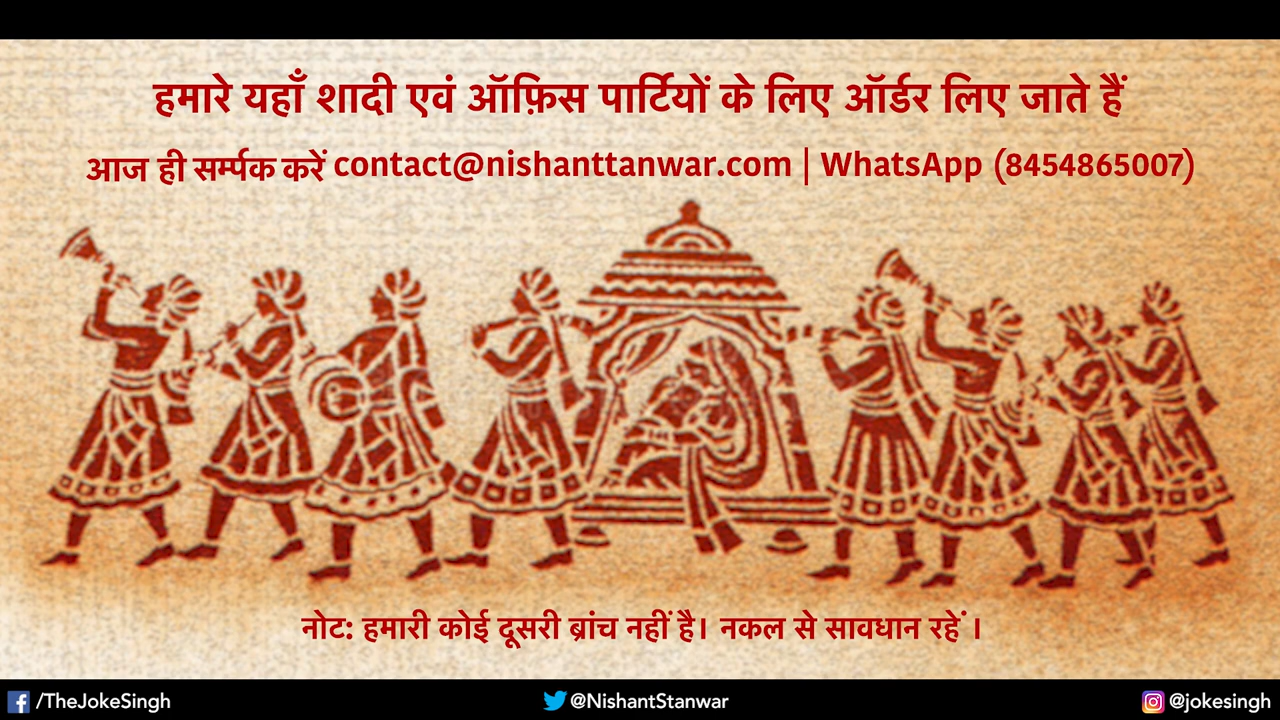 हमारे यहाँ शादी एवं ऑफ़िस पार्टियों के लिए ऑर्डर लिए जाते हैं
आज ही सर्म्पक करें contact@nishanttanwar.com | WhatsApp (8454865007)
नोट: हमारी कोई दूसरी ब्रांच नहीं है। नकल से सावधान रहें ।
/TheJokeSingh @NishantStanwar @jokesingh